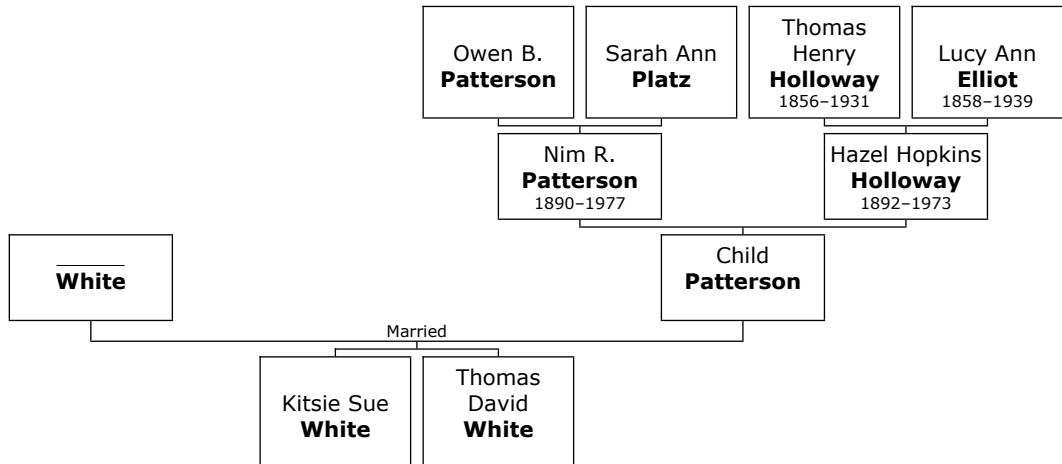 Owen B.
Patterson
Sarah Ann
Platz
Thomas
Henry
Holloway
1856–1931
Lucy Ann
Elliot
1858–1939
Nim R.
Patterson
1890–1977
Hazel Hopkins
Holloway
1892–1973
______
White
Child
Patterson
Married
Kitsie Sue
White
Thomas
David
White